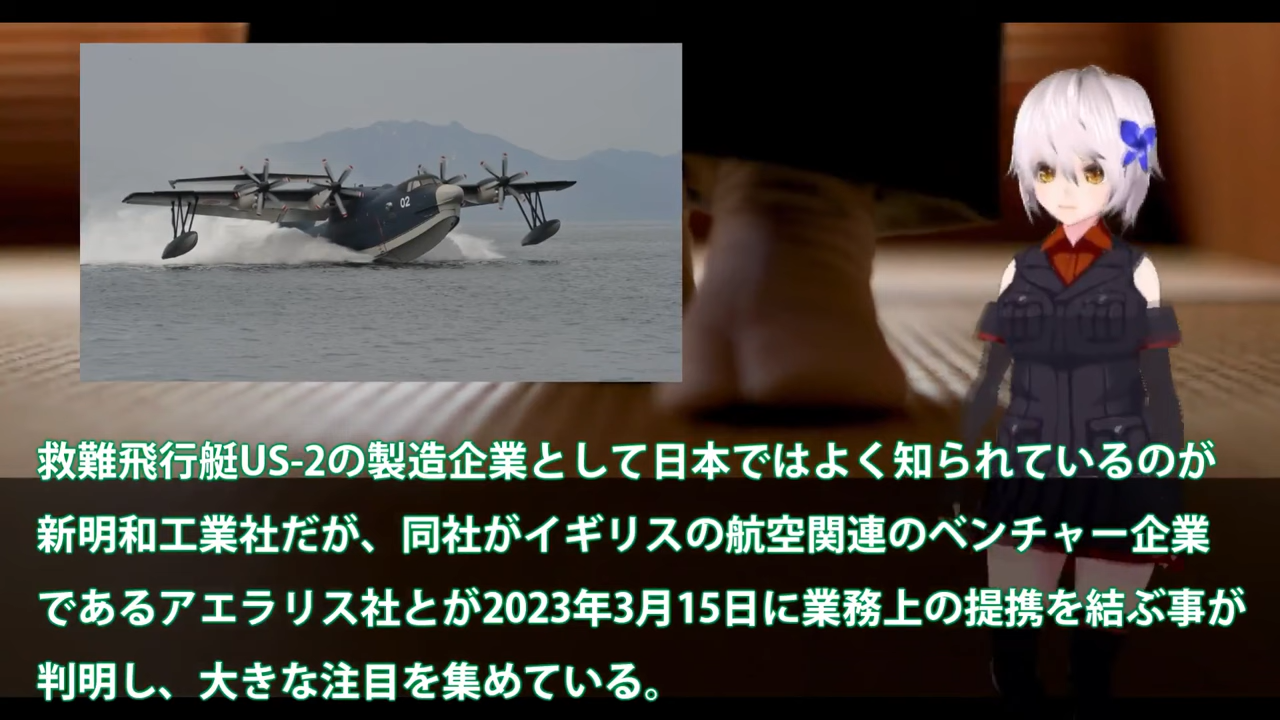 02
救難飛行艇US-2の製造企業として日本ではよく知られているのが
新明和工業社だが、同社がイギリスの航空関連のベンチャー企業
であるアエラリス社とが2023年3月15日に業務上の提携を結ぶ事が
判明し、大きな注目を集めている。